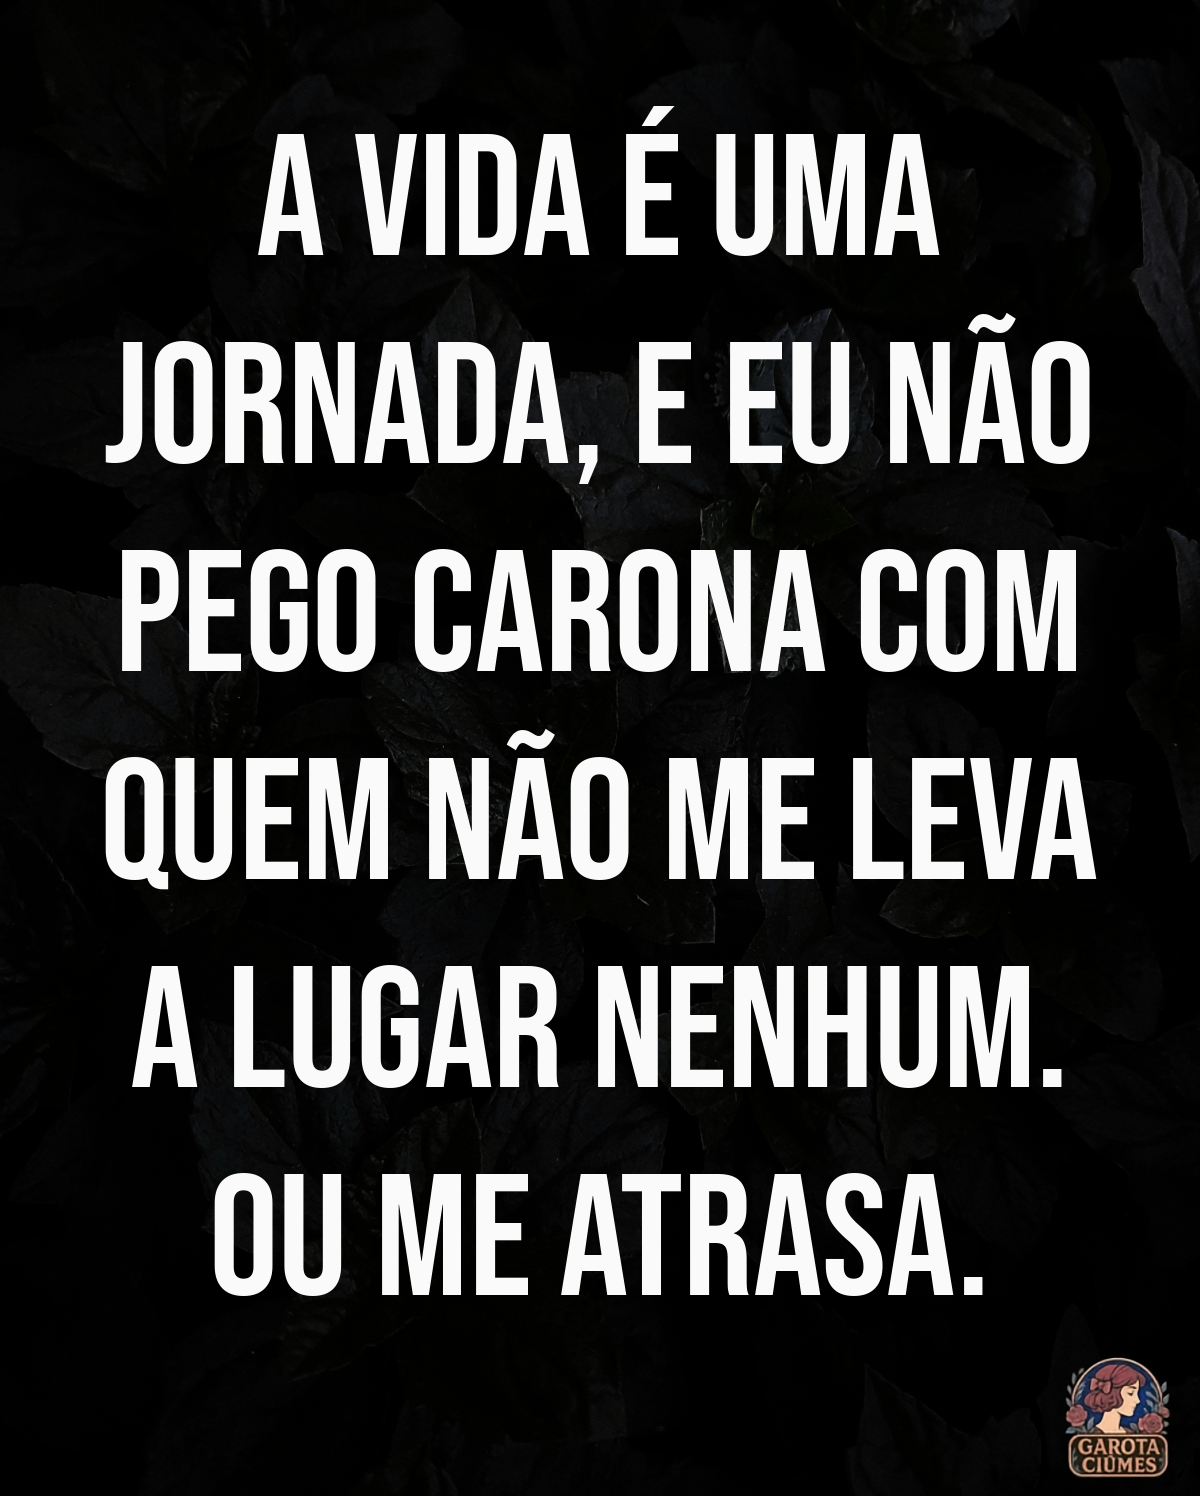 A VIDA É UMA
JORNADA, E EU NÃO
PEGO CARONA COM
QUEM NÃO ME LEVA
A LUGAR NENHUM.
OU ME ATRASA.
GAROTA
CIÚMES